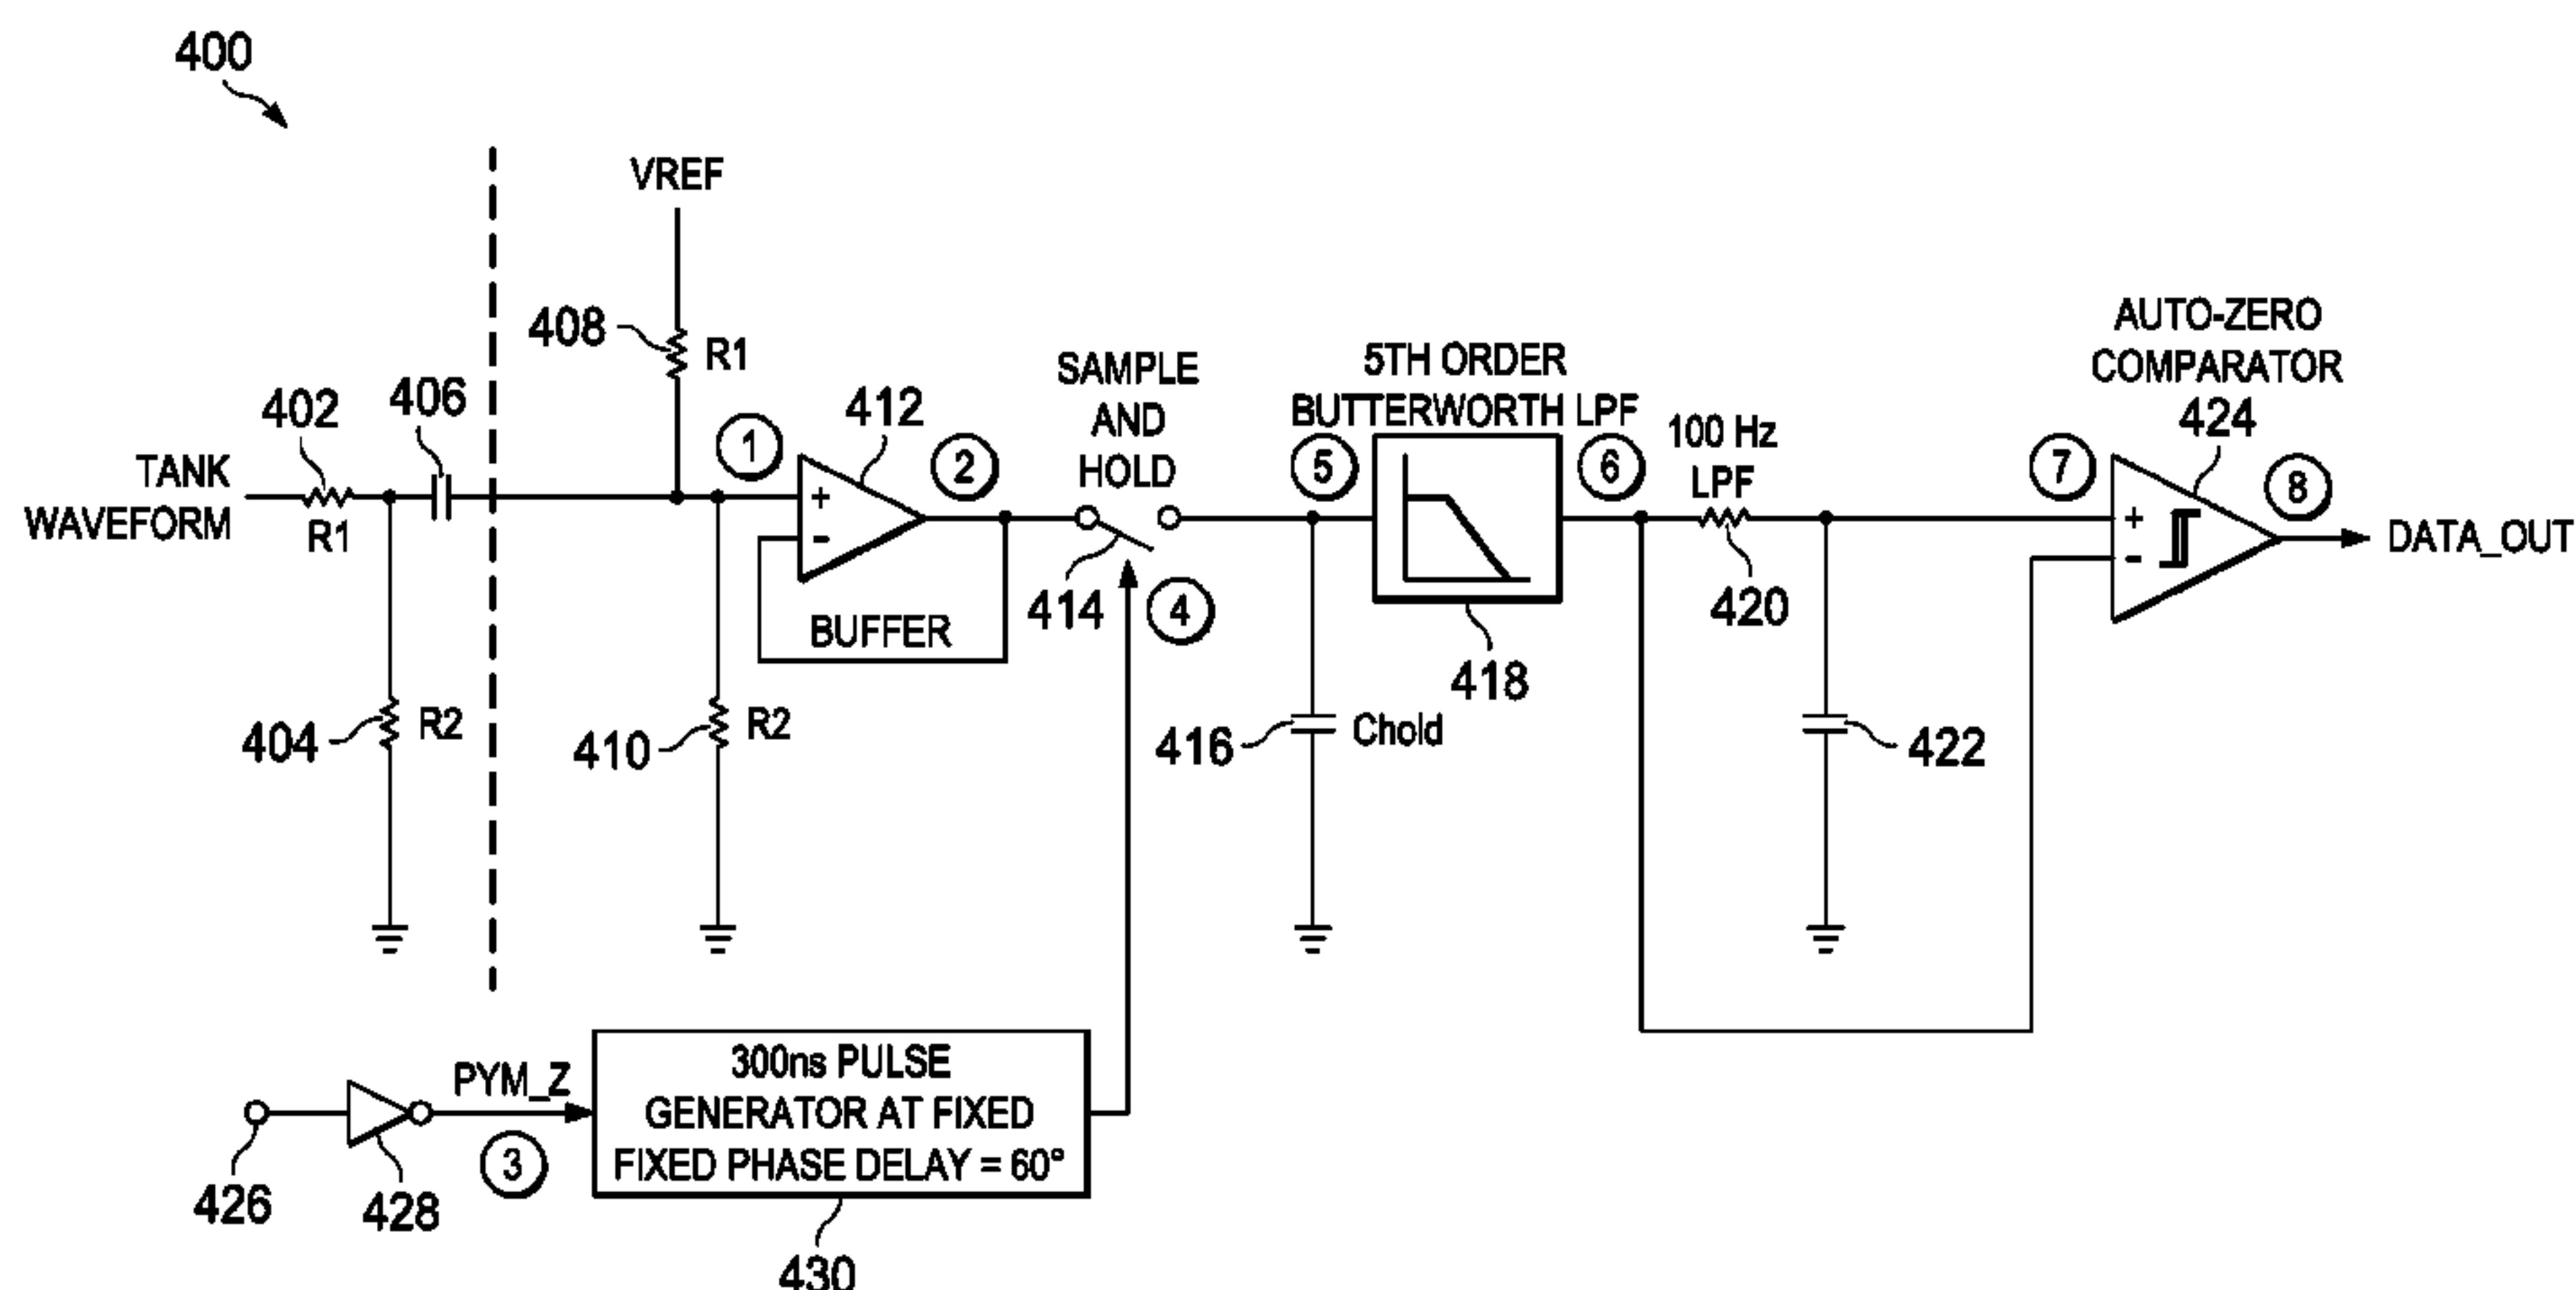 400
VREF
408
R1
402
406
TANK
WAVEFORM
R1
1
412
2
SAMPLE
AND
HOLD
5TH ORDER
BUTTERWORTH LPF
5
6
100 Hz
LPF
AUTO-ZERO
COMPARATOR
424
7
8
+
-
+
-
DATA_OUT
BUFFER
414
4
418
420
404
R2
410
R2
416
Chold
422
426
428
PYM_Z
3
300ns PULSE
GENERATOR AT FIXED
FIXED PHASE DELAY = 60°
430